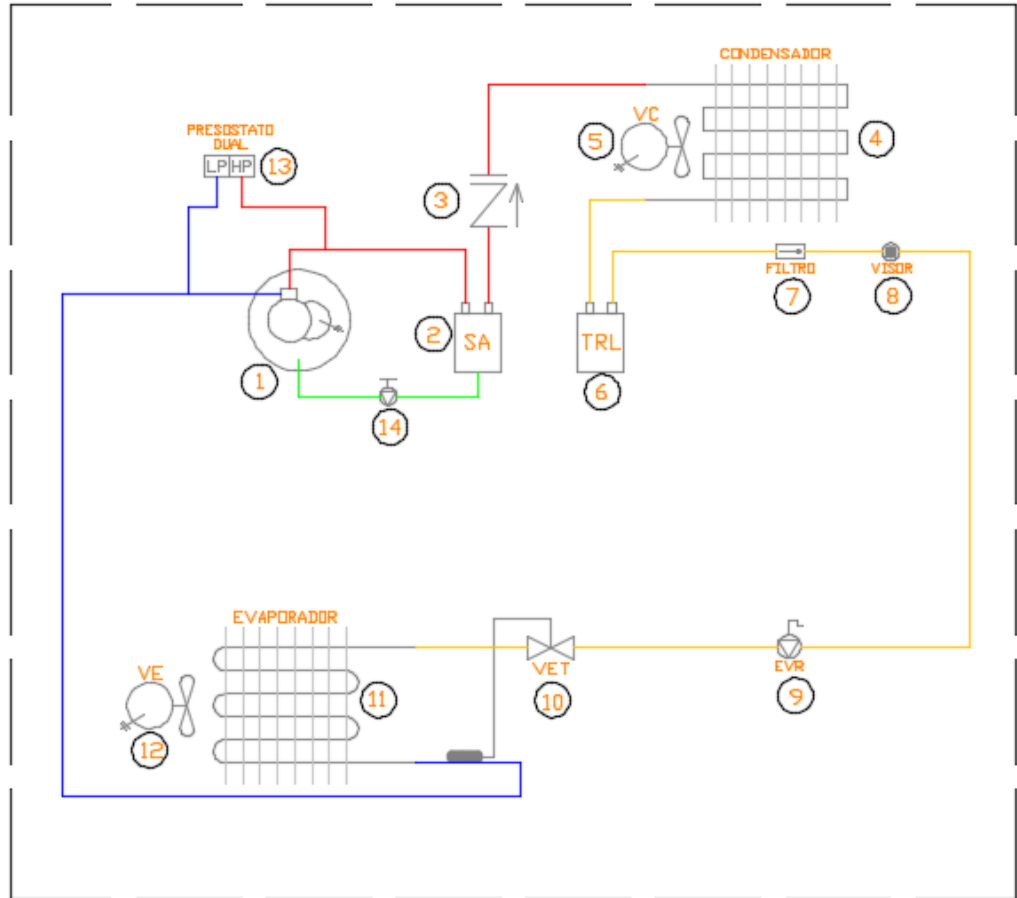 CONDENSADOR
VC
5
4
PRESOSTATO
DUAL
LP HP
13
3
FILTRO
7
VISOR
8
2
SA
TRL
6
1
14
EVAPORADOR
VE
12
11
VET
10
EVR
9